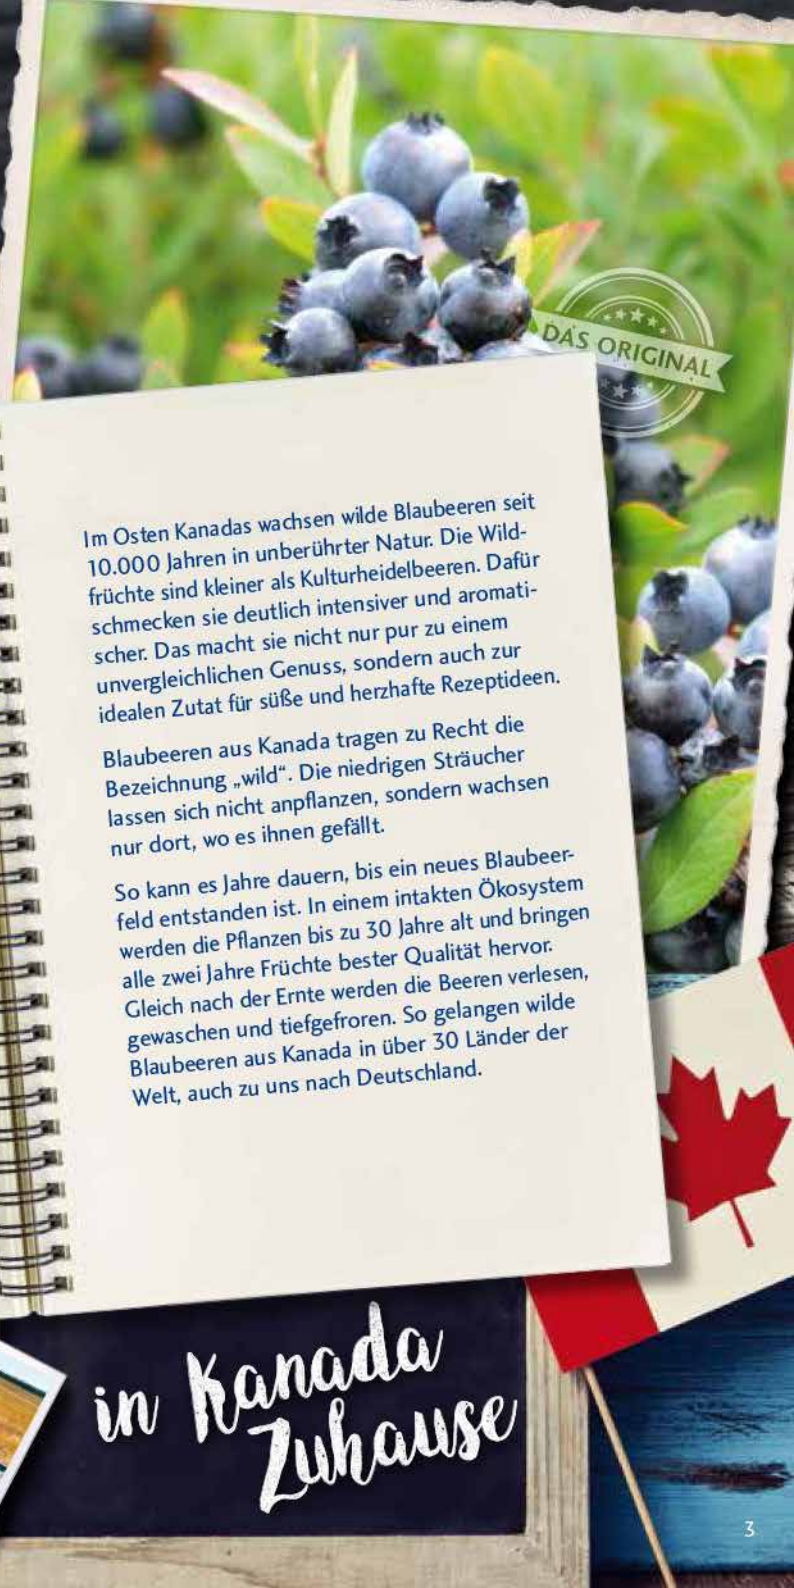 DAS ORIGINAL
Im Osten Kanadas wachsen wilde Blaubeeren seit
10.000 Jahren in unberührter Natur. Die Wild-
früchte sind kleiner als Kulturheidelbeeren. Dafür
schmecken sie deutlich intensiver und aromati-
scher. Das macht sie nicht nur pur zu einem
unvergleichlichen Genuss, sondern auch zur
idealen Zutat für süße und herzhafte Rezeptideen.
Blaubeeren aus Kanada tragen zu Recht die
Bezeichnung „wild“. Die niedrigen Sträucher
lassen sich nicht anpflanzen, sondern wachsen
nur dort, wo es ihnen gefällt.
So kann es Jahre dauern, bis ein neues Blaubeer-
feld entstanden ist. In einem intakten Ökosystem
werden die Pflanzen bis zu 30 Jahre alt und bringen
alle zwei Jahre Früchte bester Qualität hervor.
Gleich nach der Ernte werden die Beeren verlesen,
gewaschen und tiefgefroren. So gelangen wilde
Blaubeeren aus Kanada in über 30 Länder der
Welt, auch zu uns nach Deutschland.
in Kanada
Zuhause
3